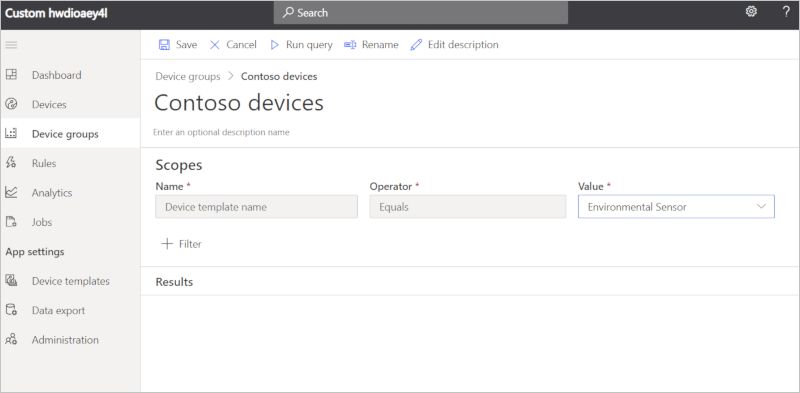 Custom hwdioaey4l
Search
?
Save
Cancel
Run query
Rename
Edit description
Dashboard
Devices
Device groups
Rules
Analytics
Jobs
App settings
Device templates
Data export
Administration
Device groups > Contoso devices
Contoso devices
Enter an optional description name
Scopes
Name * Operator * Value *
Device template name Equals Environmental Sensor
+ Filter
Results